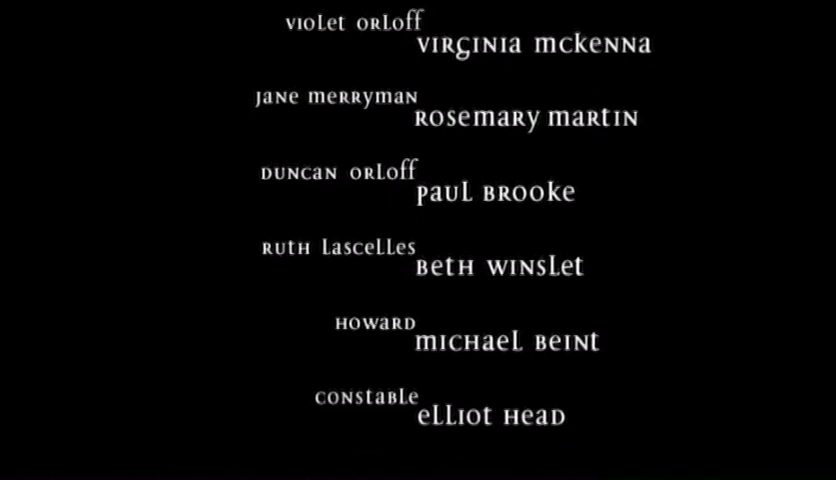 violet orloff
virginia mckenna
jane merryman
rosemary martin
duncan orloff
paul brooke
ruth lascelles
beth winslet
howard
michael beint
constable
elliot head